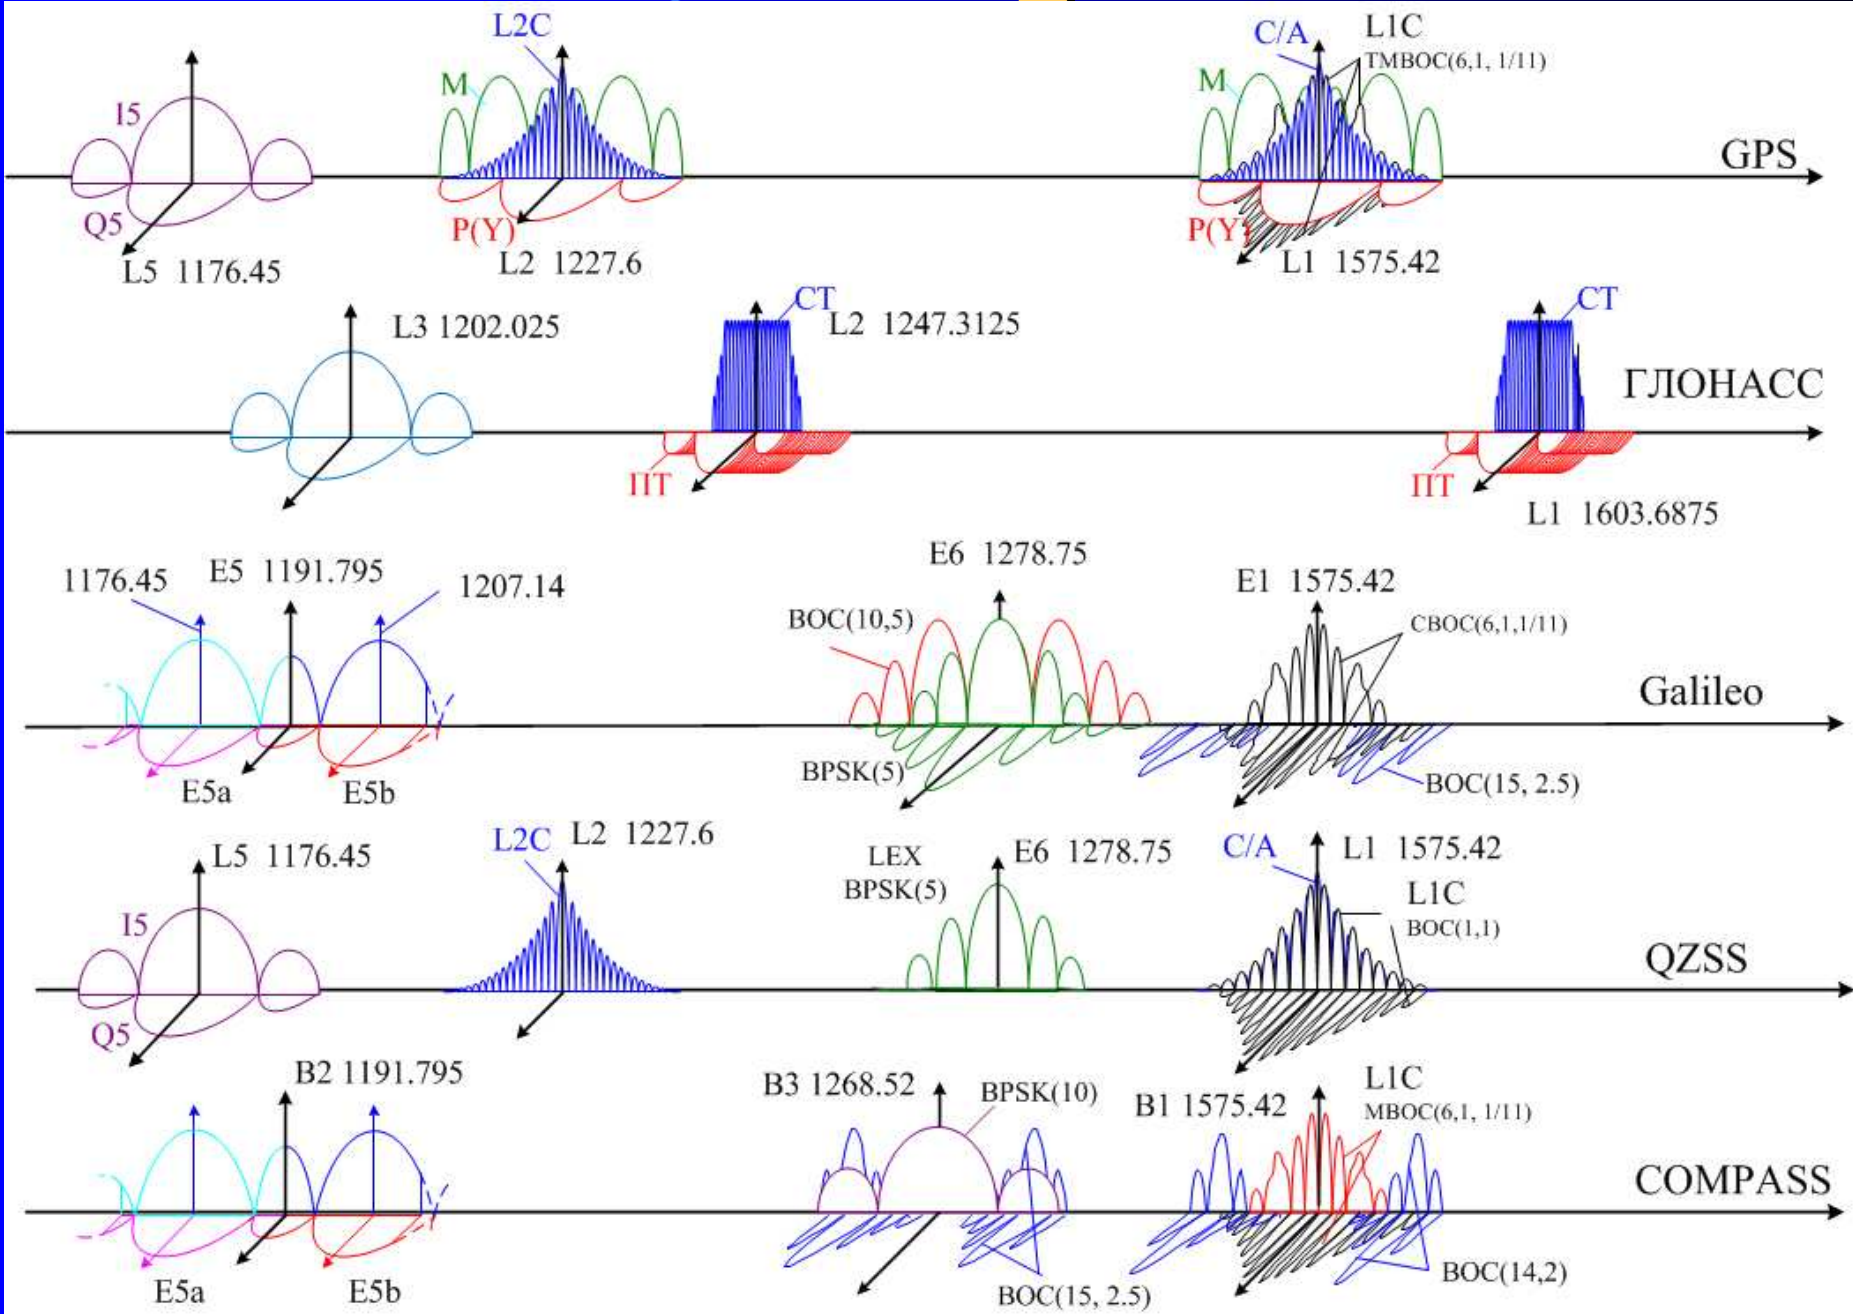 L2C
C/A
L1C
TMBOC(6,1, 1/11)
M
M
I5
GPS
Q5
P(Y)
P(Y)
L5 1176.45
L2 1227.6
L1 1575.42
СТ
СТ
L3 1202.025
L2 1247.3125
ГЛОНАСС
ПТ
ПТ
L1 1603.6875
E6 1278.75
1176.45
E5 1191.795
1207.14
E1 1575.42
BOC(10,5)
CBOC(6,1,1/11)
Galileo
BPSK(5)
E5a
E5b
BOC(15, 2.5)
L2C
L2 1227.6
L5 1176.45
LEX
BPSK(5)
E6 1278.75
C/A
L1 1575.42
L1C
BOC(1,1)
I5
QZSS
Q5
B2 1191.795
B3 1268.52
BPSK(10)
B1 1575.42
L1C
MBOC(6,1, 1/11)
COMPASS
E5a
E5b
BOC(15, 2.5)
BOC(14,2)